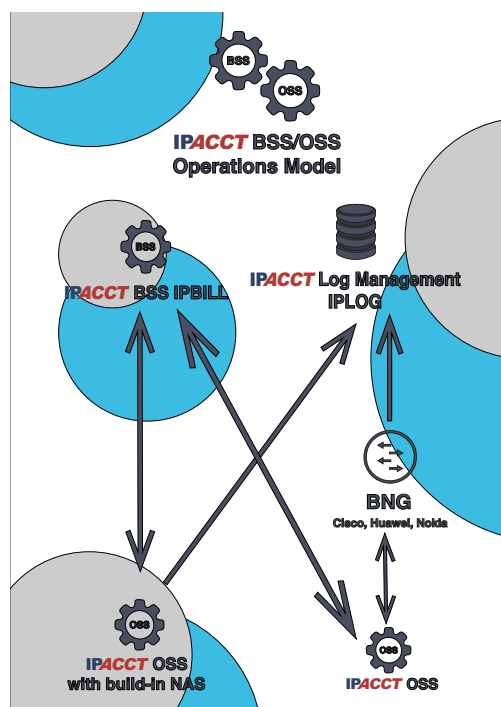 BSS
OSS
IPACCT BSS/OSS
Operations Model
BSS
IPACCT BSS IPBILL
IPACCT Log Management
IPLOG
BNG
Cisco, Huawei, Nokia
OSS
IPACCT OSS
with build-in NAS
OSS
IPACCT OSS